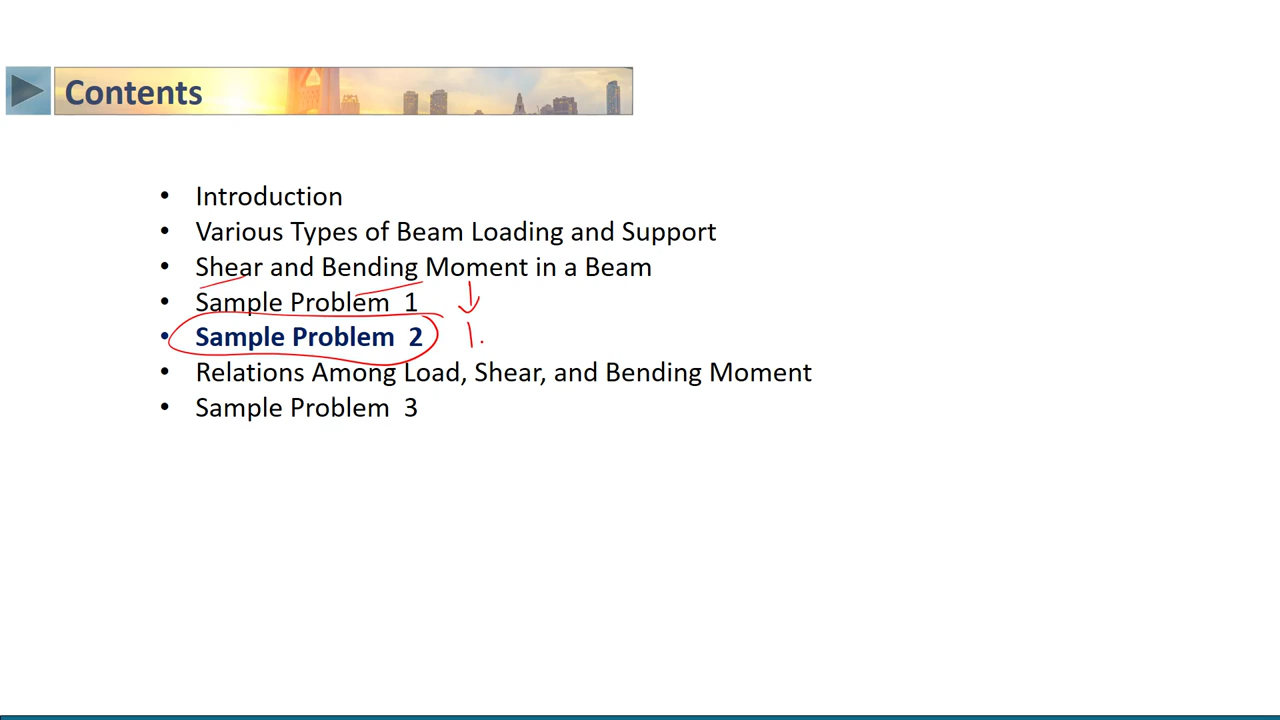 Contents
• Introduction
• Various Types of Beam Loading and Support
• Shear and Bending Moment in a Beam
• Sample Problem 1
• Sample Problem 2
1.
• Relations Among Load, Shear, and Bending Moment
• Sample Problem 3